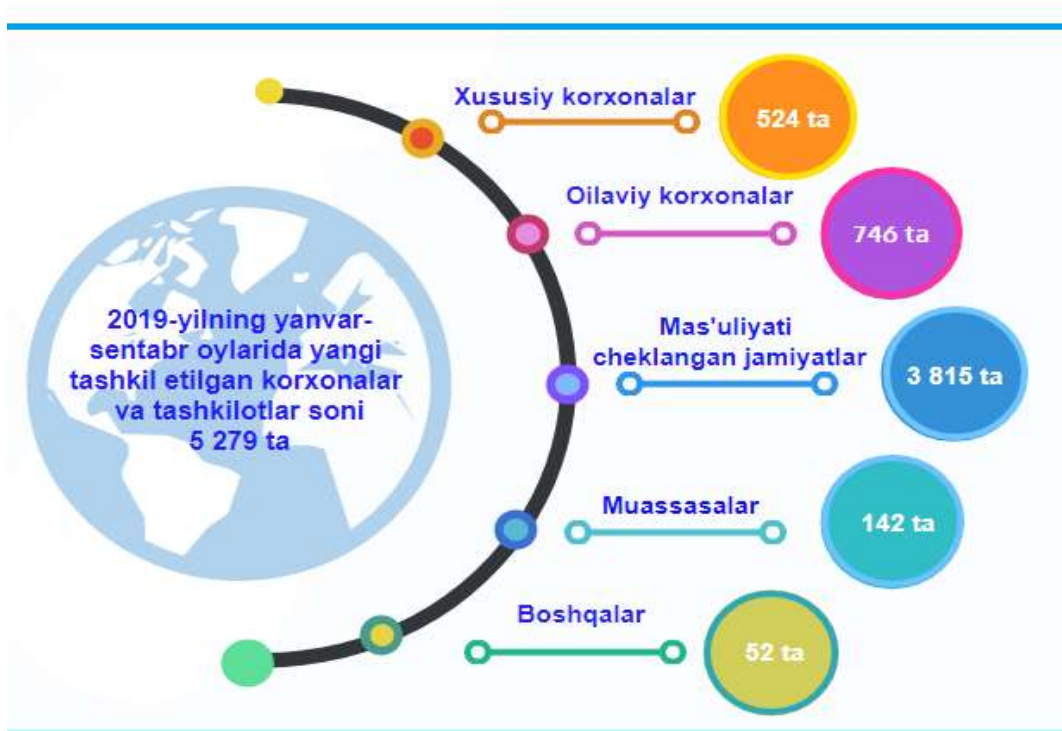 Xususiy korxonalar
524 ta
Oilaviy korxonalar
746 ta
2019-yilning yanvar-
sentabr oylarida yangi
tashkil etilgan korxonalar
va tashkilotlar soni
5 279 ta
Mas'uliyati
cheklangan jamiyatlar
3 815 ta
Muassasalar
142 ta
Boshqalar
52 ta